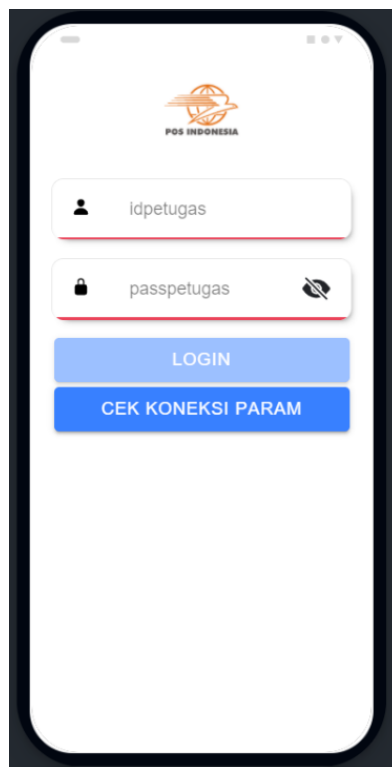 POS INDONESIA
idpetugas
passpetugas
LOGIN
CEK KONEKSI PARAM